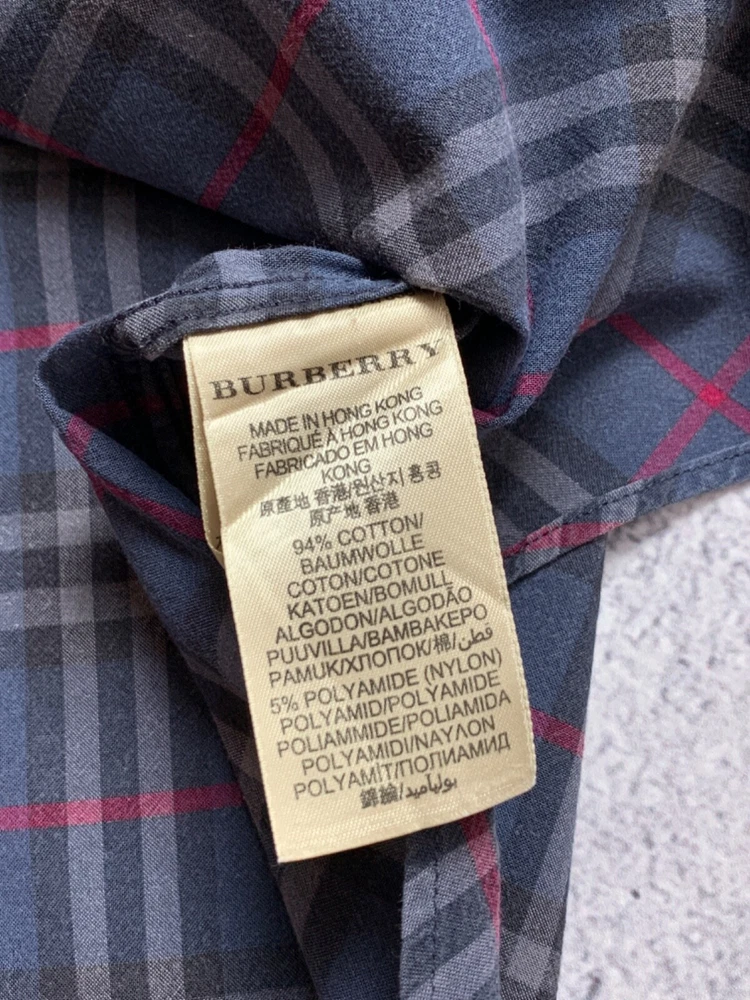 BURBERRY
MADE IN HONG KONG
FABRIQUÉ À HONG KONG
FABRICADO EM HONG
KONG
原產地 香港/원산지 홍콩
原产地 香港
94% COTTON/
BAUMWOLLE
COTON/COTONE
KATOEN/BOMULL
ALGODON/ALGODÃO
PUUVILLA/ΒΑΜΒΑΚΕΡΟ
PAMUK/ХЛОПОК/棉/قطن
5% POLYAMIDE (NYLON)
POLYAMID/POLYAMIDE
POLIAMMIDE/POLIAMIDA
POLYAMIDI/ΝΑΥΛΟΝ
POLYAMİT/ПОЛИАМИД
錦綸/بولياميد